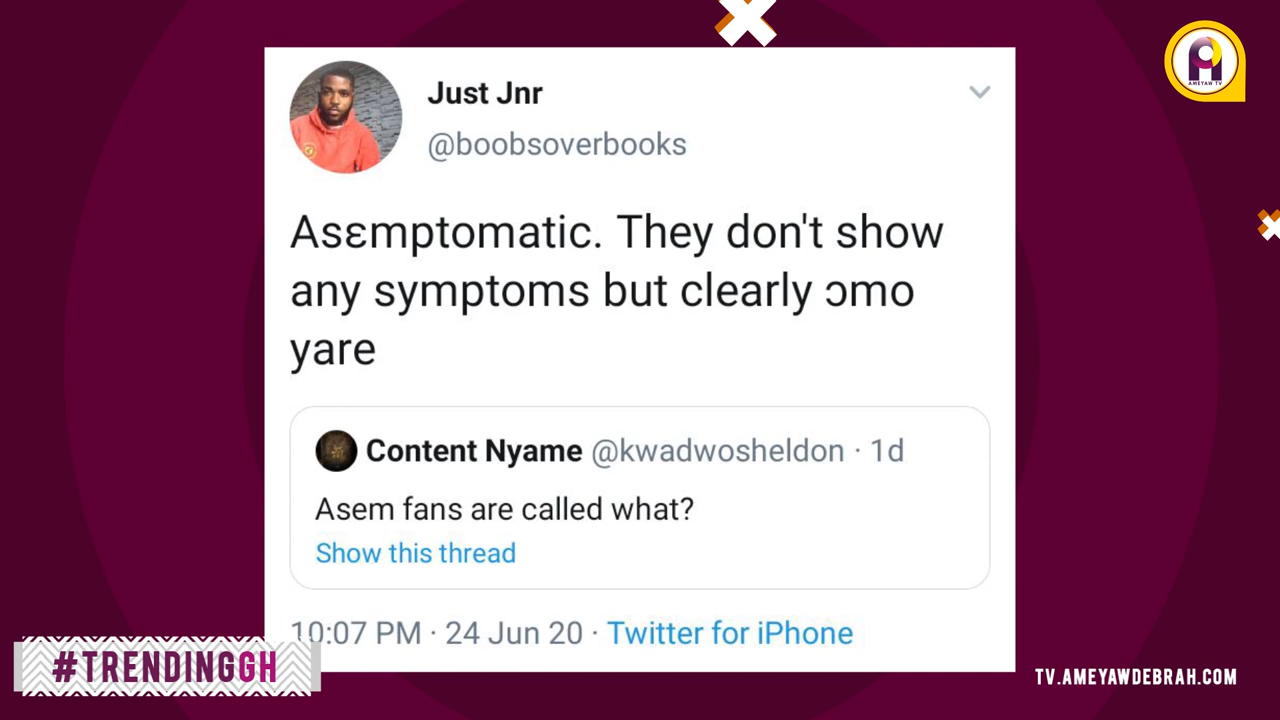 AMEYAW TV
Just Jnr
@boobsoverbooks
Asɛmptomatic. They don't show
any symptoms but clearly ɔmo
yare
Content Nyame @kwadwosheldon · 1d
Asem fans are called what?
Show this thread
10:07 PM · 24 Jun 20 · Twitter for iPhone
#TRENDINGGH
TV.AMEYAWDEBRAH.COM